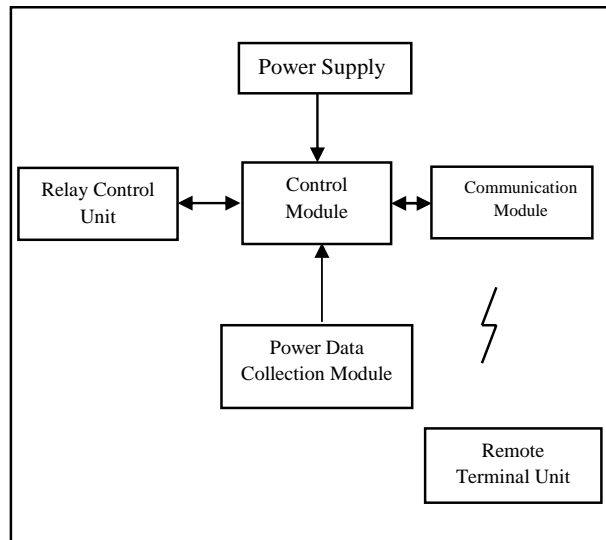 Power Supply
Relay Control
Unit
Control
Module
Communication
Module
Power Data
Collection Module
Remote
Terminal Unit